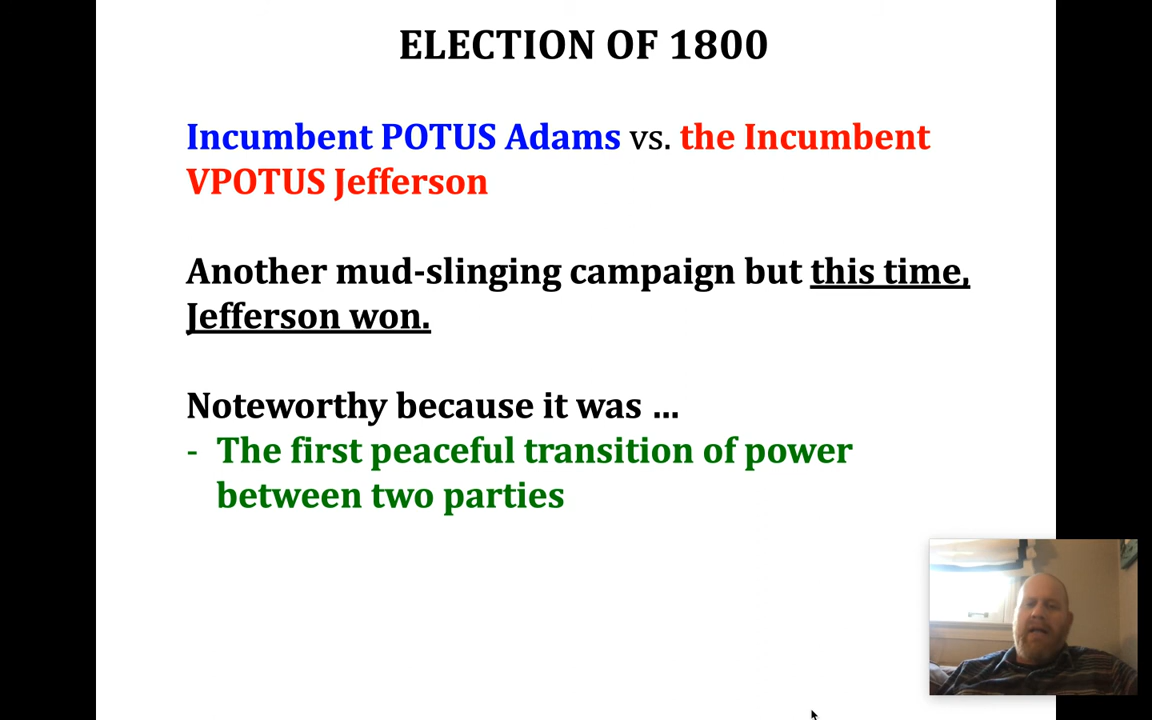 ELECTION OF 1800
Incumbent POTUS Adams vs. the Incumbent
VPOTUS Jefferson
Another mud-slinging campaign but this time,
Jefferson won.
Noteworthy because it was ...
- The first peaceful transition of power
between two parties